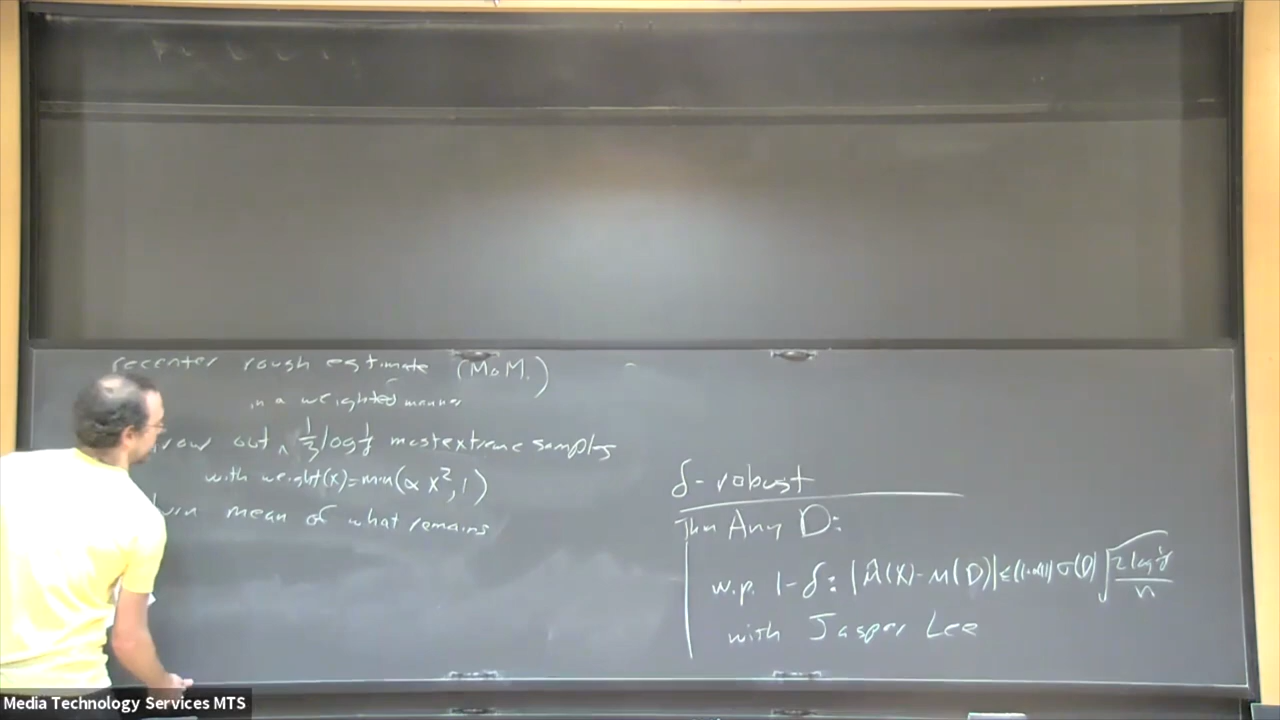 recenter rough estimate (MoM.)
in a weighted manner
out ^ 1/3 log 1/δ most extreme samples
with weight(x)=min(α x², 1)
mean of what remains
δ-robust
Thm Any D:
w.p. 1-δ: |μ̂(X)-μ(D)| ≤ (1+o(1)) σ(D) √(2 log 1/δ / n)
with Jasper Lee
Media Technology Services MTS